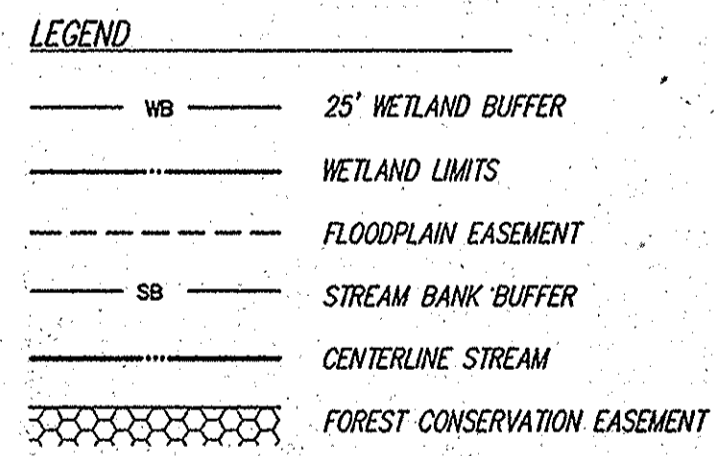 LEGEND
WB 25' WETLAND BUFFER
WETLAND LIMITS
FLOODPLAIN EASEMENT
SB STREAM BANK BUFFER
CENTERLINE STREAM
FOREST CONSERVATION EASEMENT